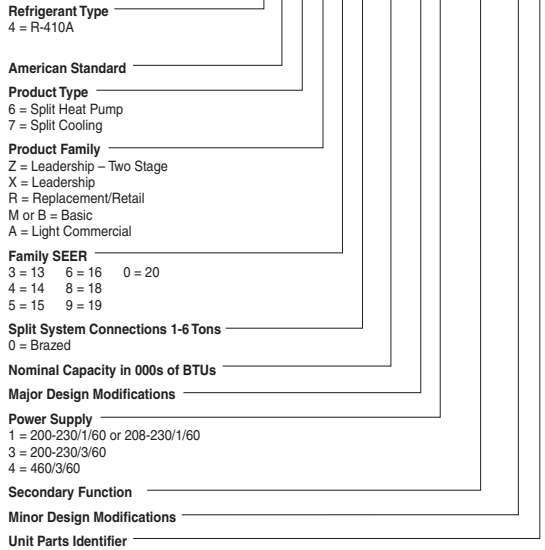 Refrigerant Type
4 = R-410A
American Standard
Product Type
6 = Split Heat Pump
7 = Split Cooling
Product Family
Z = Leadership – Two Stage
X = Leadership
R = Replacement/Retail
M or B = Basic
A = Light Commercial
Family SEER
3 = 13 6 = 16 0 = 20
4 = 14 8 = 18
5 = 15 9 = 19
Split System Connections 1-6 Tons
0 = Brazed
Nominal Capacity in 000s of BTUs
Major Design Modifications
Power Supply
1 = 200-230/1/60 or 208-230/1/60
3 = 200-230/3/60
4 = 460/3/60
Secondary Function
Minor Design Modifications
Unit Parts Identifier